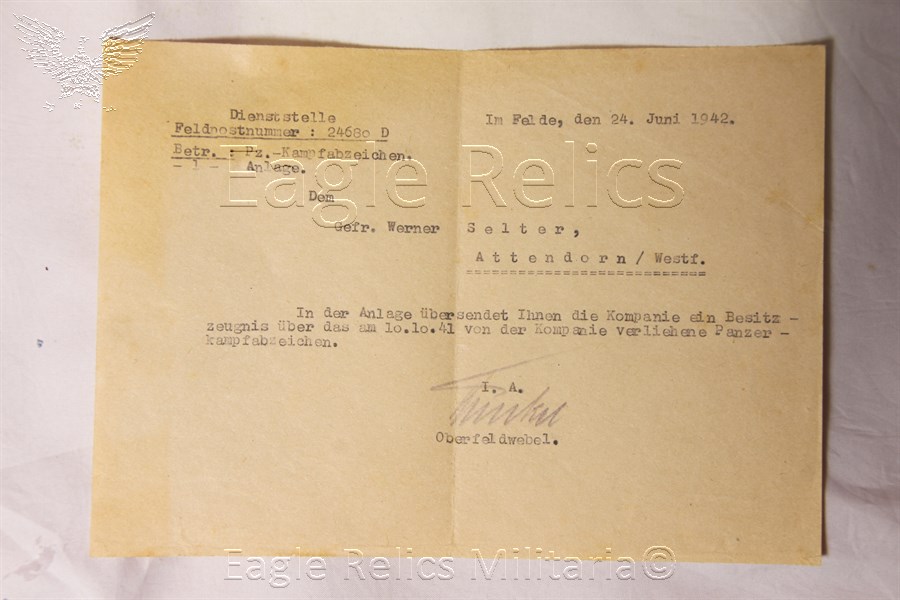 Dienststelle
Feldpostnummer : 24680 D
Im Felde, den 24. Juni 1942.
Betr. : Pz.-Kampfabzeichen.
- 1 - Anlage.
Eagle Relics
Dem
Gefr. Werner Selter,
Attendorn / Westf.
In der Anlage übersendet Ihnen die Kompanie ein Besitz -
zeugnis über das am 10.10.41 von der Kompanie verliehene Panzer -
kampfabzeichen.
I. A.
Oberfeldwebel.
Eagle Relics Militaria©